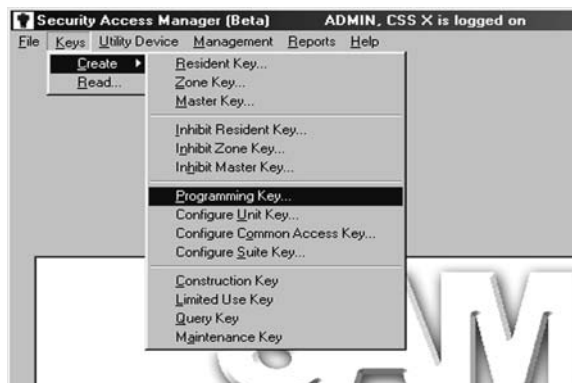 Security Access Manager (Beta) ADMIN, CSS X is logged on
File Keys Utility Device Management Reports Help
Create
Read...
Resident Key...
Zone Key...
Master Key...
Inhibit Resident Key...
Inhibit Zone Key...
Inhibit Master Key...
Programming Key...
Configure Unit Key...
Configure Common Access Key...
Configure Suite Key...
Construction Key
Limited Use Key
Query Key
Maintenance Key